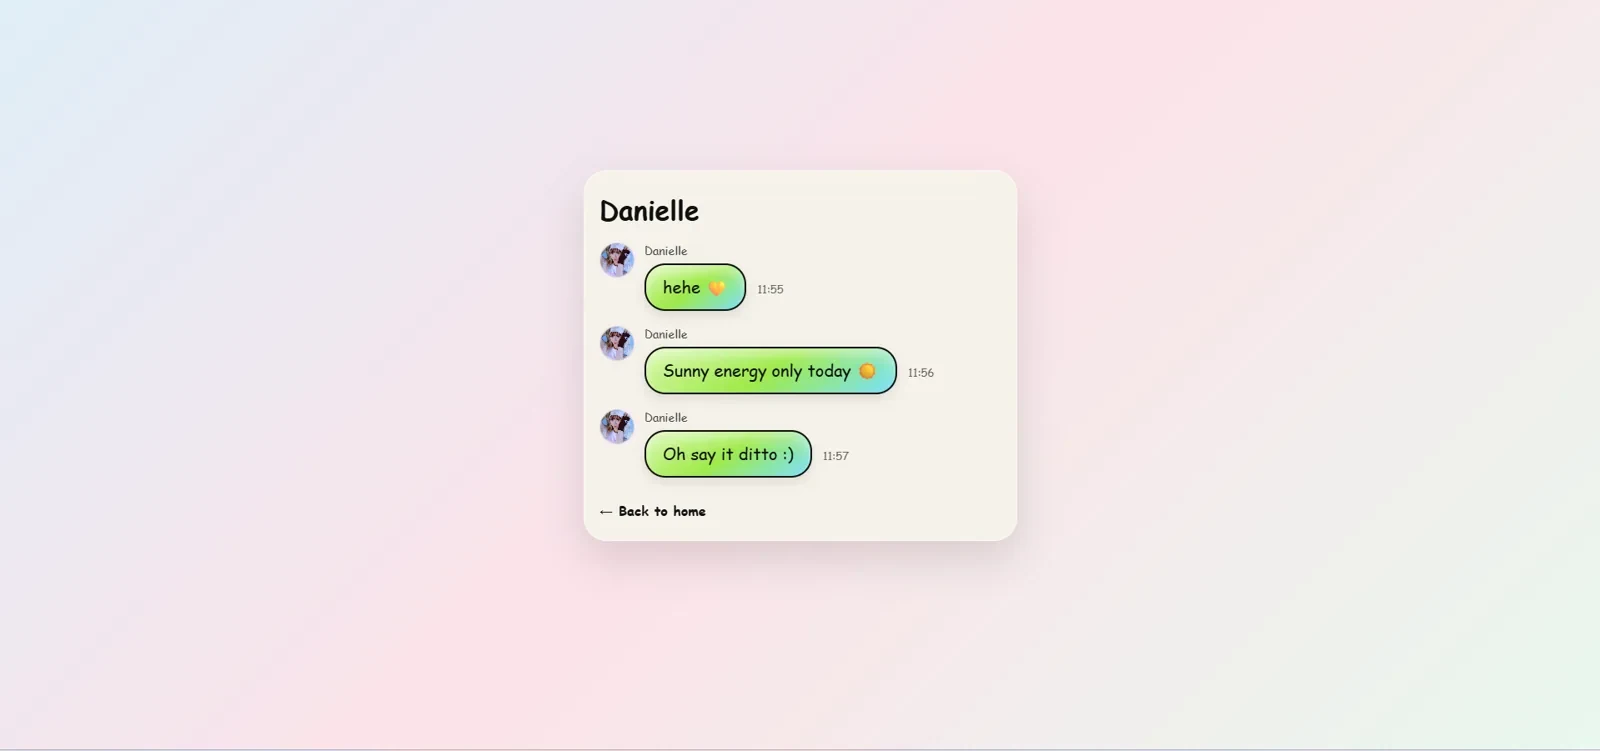 Danielle
Danielle
hehe 🧡 11:55
Danielle
Sunny energy only today ☀️ 11:56
Danielle
Oh say it ditto :) 11:57
← Back to home